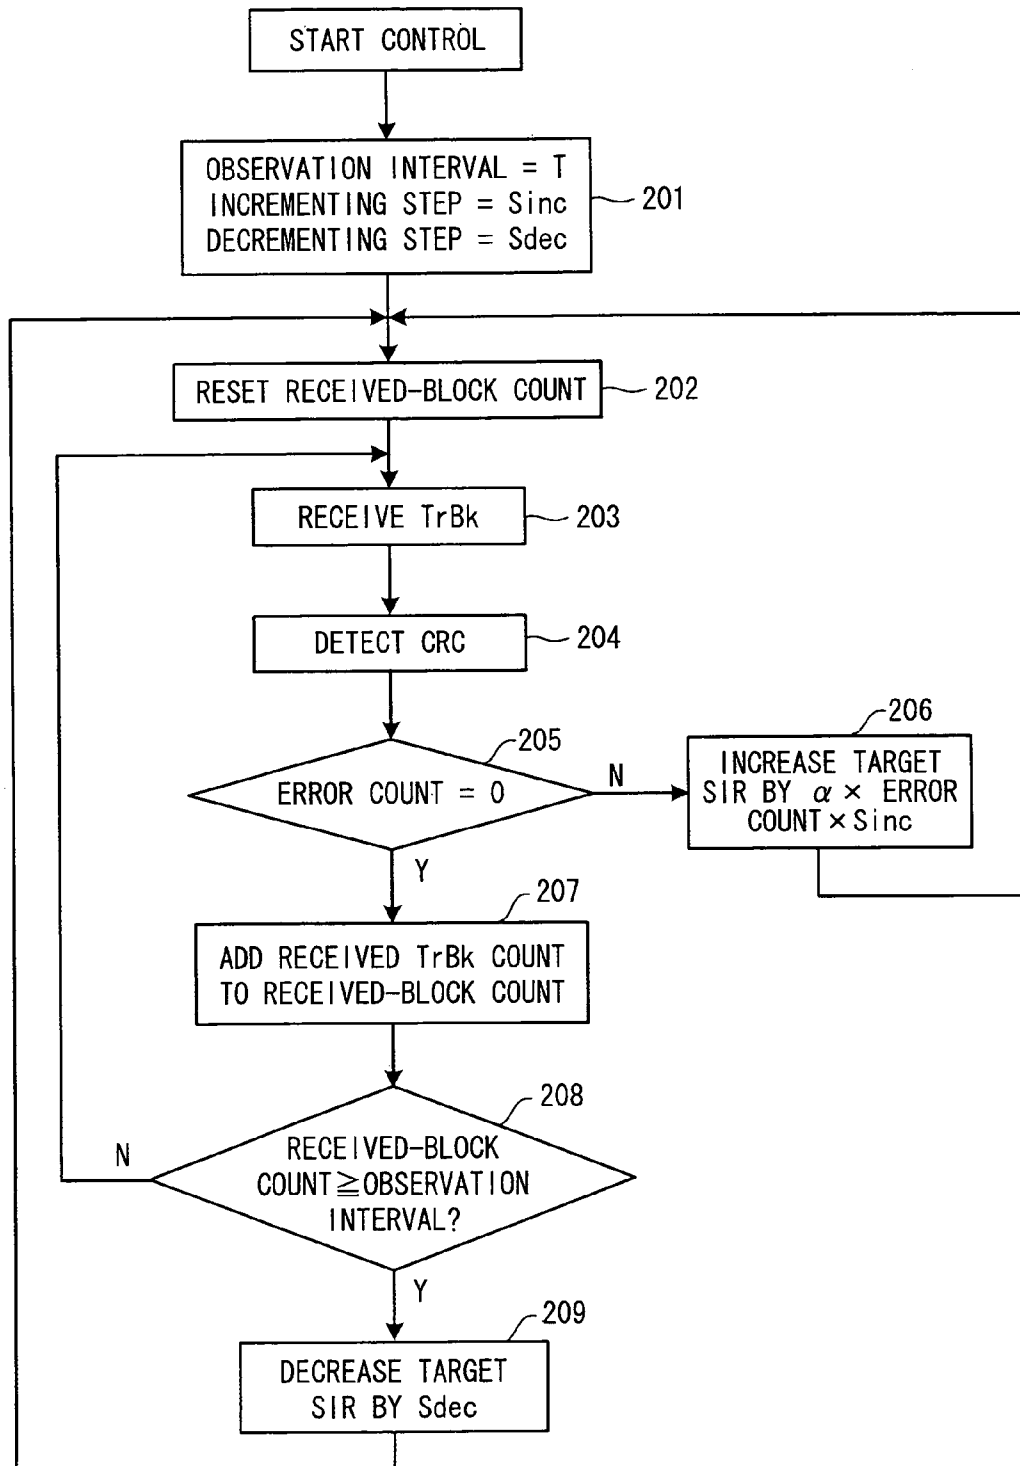 START CONTROL
OBSERVATION INTERVAL = T
INCREMENTING STEP = Sinc
DECREMENTING STEP = Sdec
201
RESET RECEIVED-BLOCK COUNT
202
RECEIVE TrBk
203
DETECT CRC
204
205
ERROR COUNT = 0
N
206
INCREASE TARGET
SIR BY α × ERROR
COUNT × Sinc
Y
207
ADD RECEIVED TrBk COUNT
TO RECEIVED-BLOCK COUNT
208
N
RECEIVED-BLOCK
COUNT≧OBSERVATION
INTERVAL?
Y
209
DECREASE TARGET
SIR BY Sdec